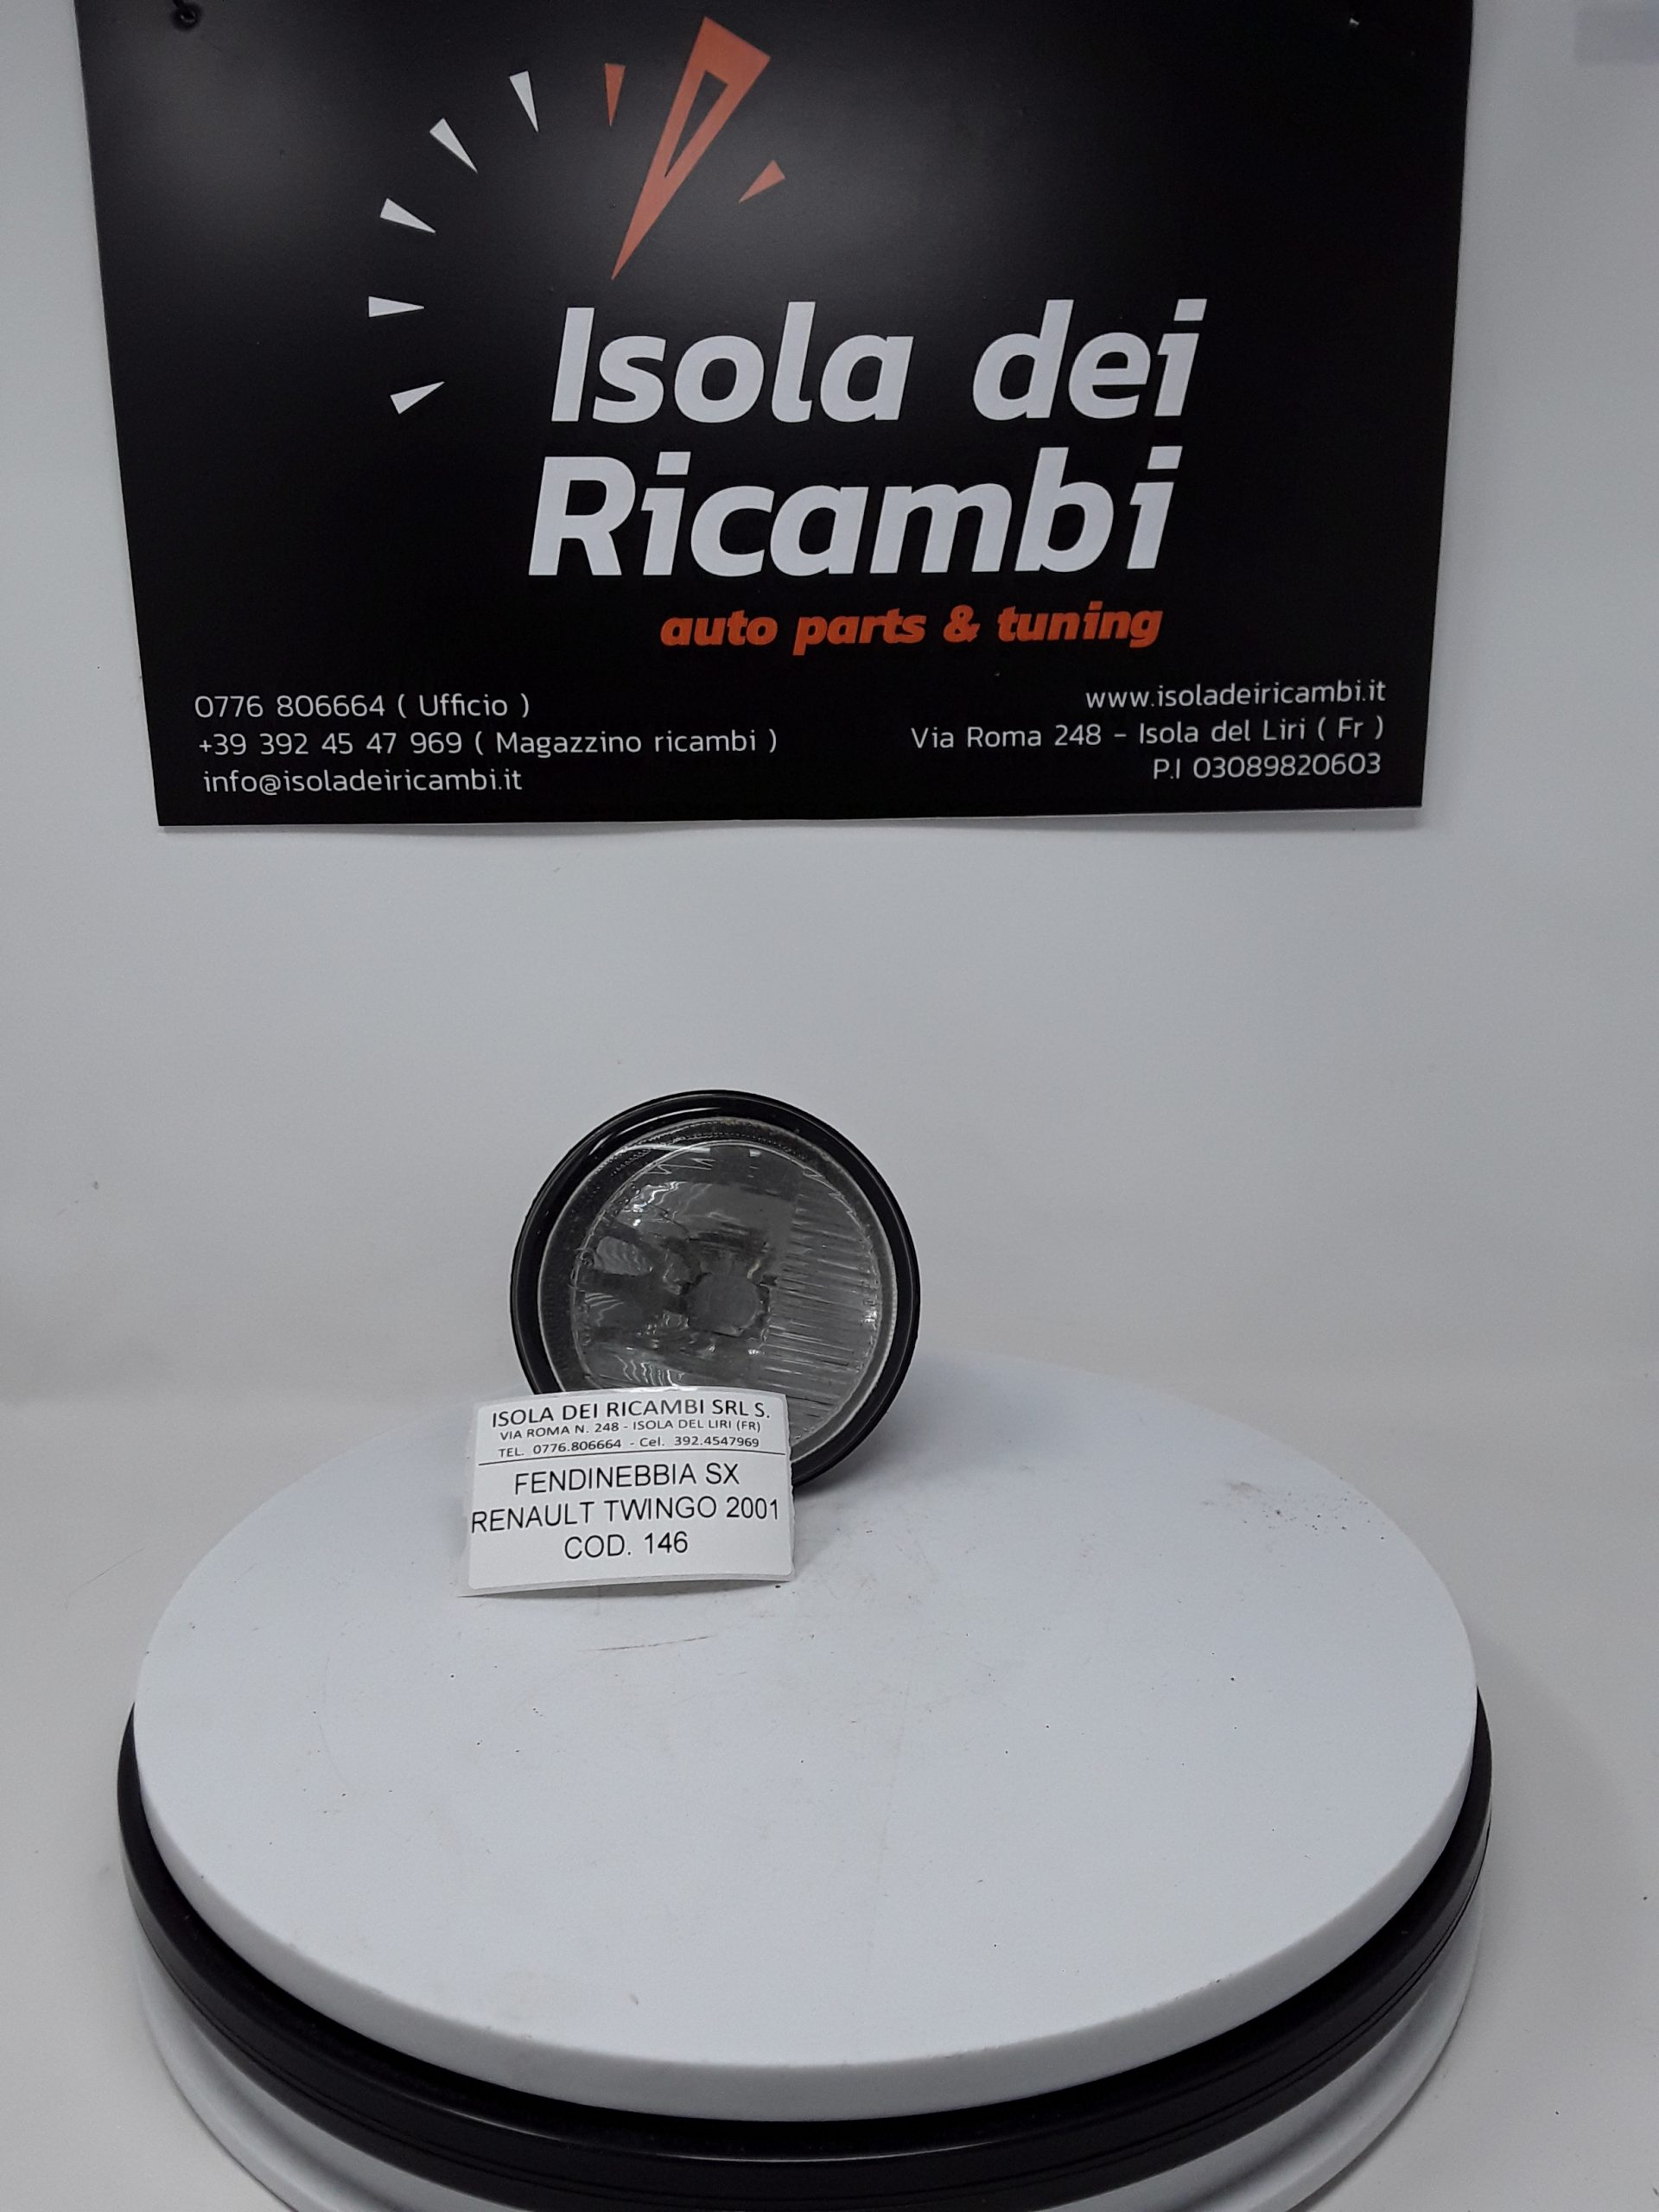 Isola dei
Ricambi
auto parts & tuning
0776 806664 ( Ufficio )
+39 392 45 47 969 ( Magazzino ricambi )
info@isoladeiricambi.it
www.isoladeiricambi.it
Via Roma 248 - Isola del Liri ( Fr )
P.I 03089820603
ISOLA DEI RICAMBI SRL S.
VIA ROMA N. 248 - ISOLA DEL LIRI (FR)
TEL. 0776.806664 - Cel. 392.4547969
FENDINEBBIA SX
RENAULT TWINGO 2001
COD. 146